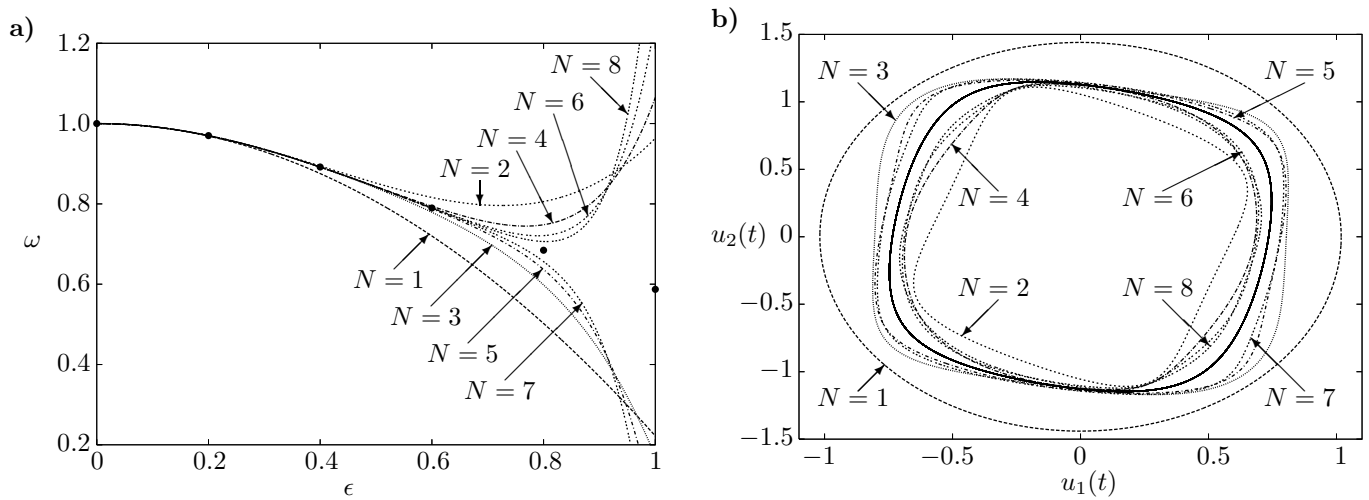 a)
1.2
1.0
0.8
0.6
0.4
0.2
ω
0
0.2
0.4
0.6
0.8
1
ϵ
N = 8
N = 6
N = 4
N = 2
N = 1
N = 3
N = 5
N = 7
b)
1.5
1
0.5
0
−0.5
−1
−1.5
u₂(t)
−1
−0.5
0
0.5
1
u₁(t)
N = 3
N = 5
N = 4
N = 6
N = 2
N = 8
N = 1
N = 7